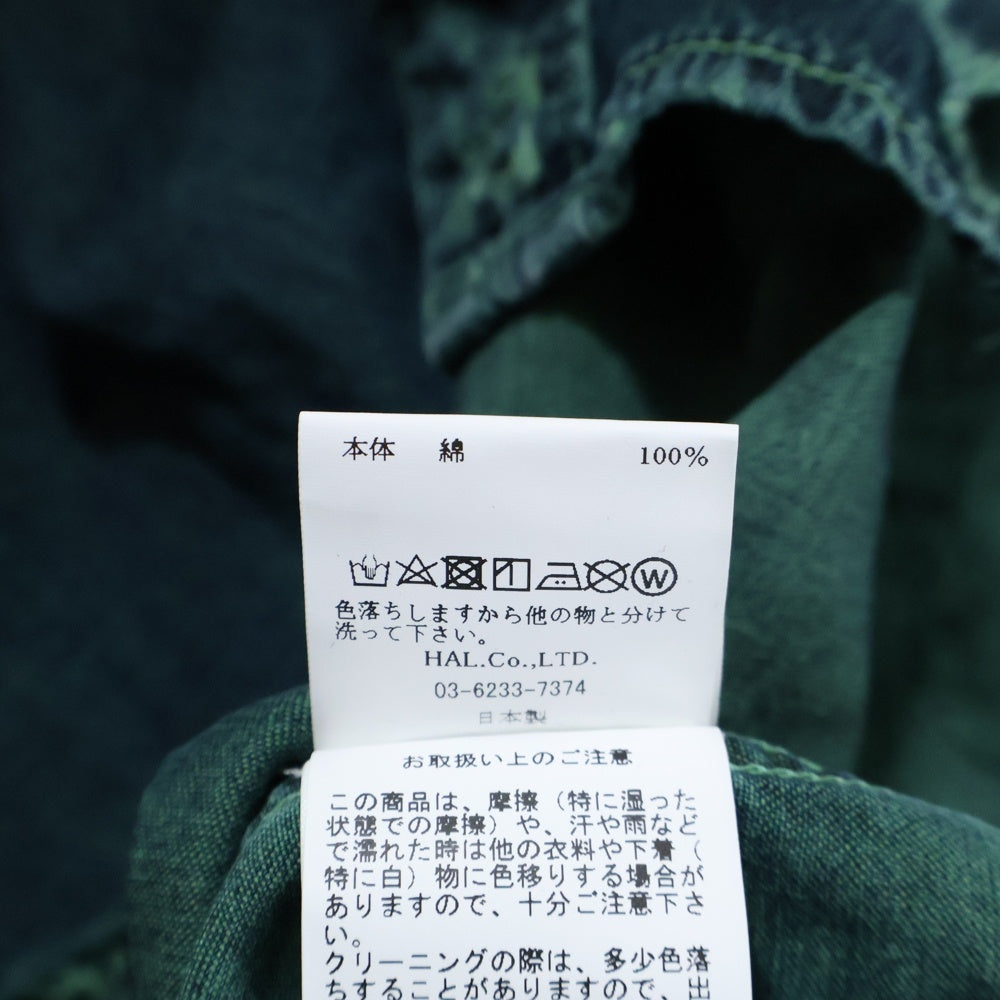 本体 綿 100%
W
色落ちしますから他の物と分けて
洗って下さい。
HAL.Co.,LTD.
03-6233-7374
日本製
お取扱い上のご注意
この商品は、摩擦（特に湿った
状態での摩擦）や、汗や雨など
で濡れた時は他の衣料や下着（
特に白）物に色移りする場合が
ありますので、十分ご注意下さ
い。
クリーニングの際は、多少色落
ちすることがありますので、出